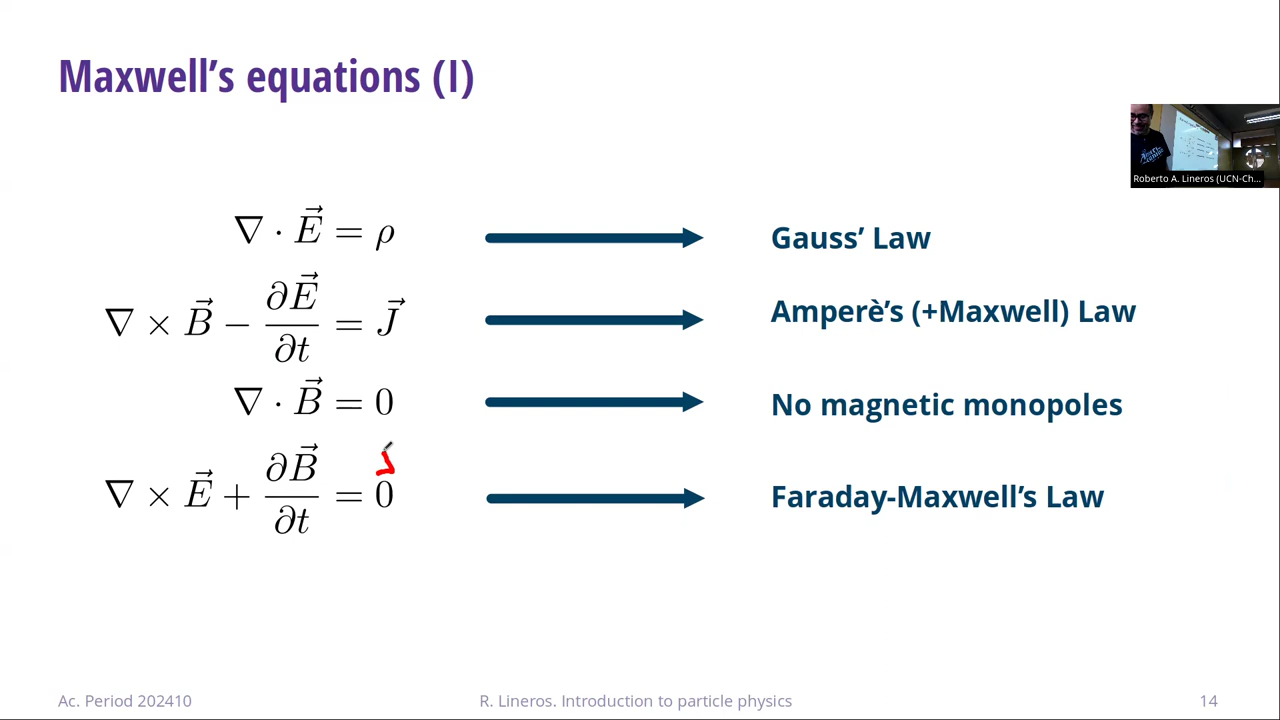 Maxwell’s equations (I)
Roberto A. Lineros (UCN-Ch...
∇ · E⃗ = ρ
Gauss’ Law
∇ × B⃗ − ∂E⃗/∂t = J⃗
Amperè’s (+Maxwell) Law
∇ · B⃗ = 0
No magnetic monopoles
∇ × E⃗ + ∂B⃗/∂t = 0
Faraday-Maxwell’s Law
Ac. Period 202410
R. Lineros. Introduction to particle physics
14